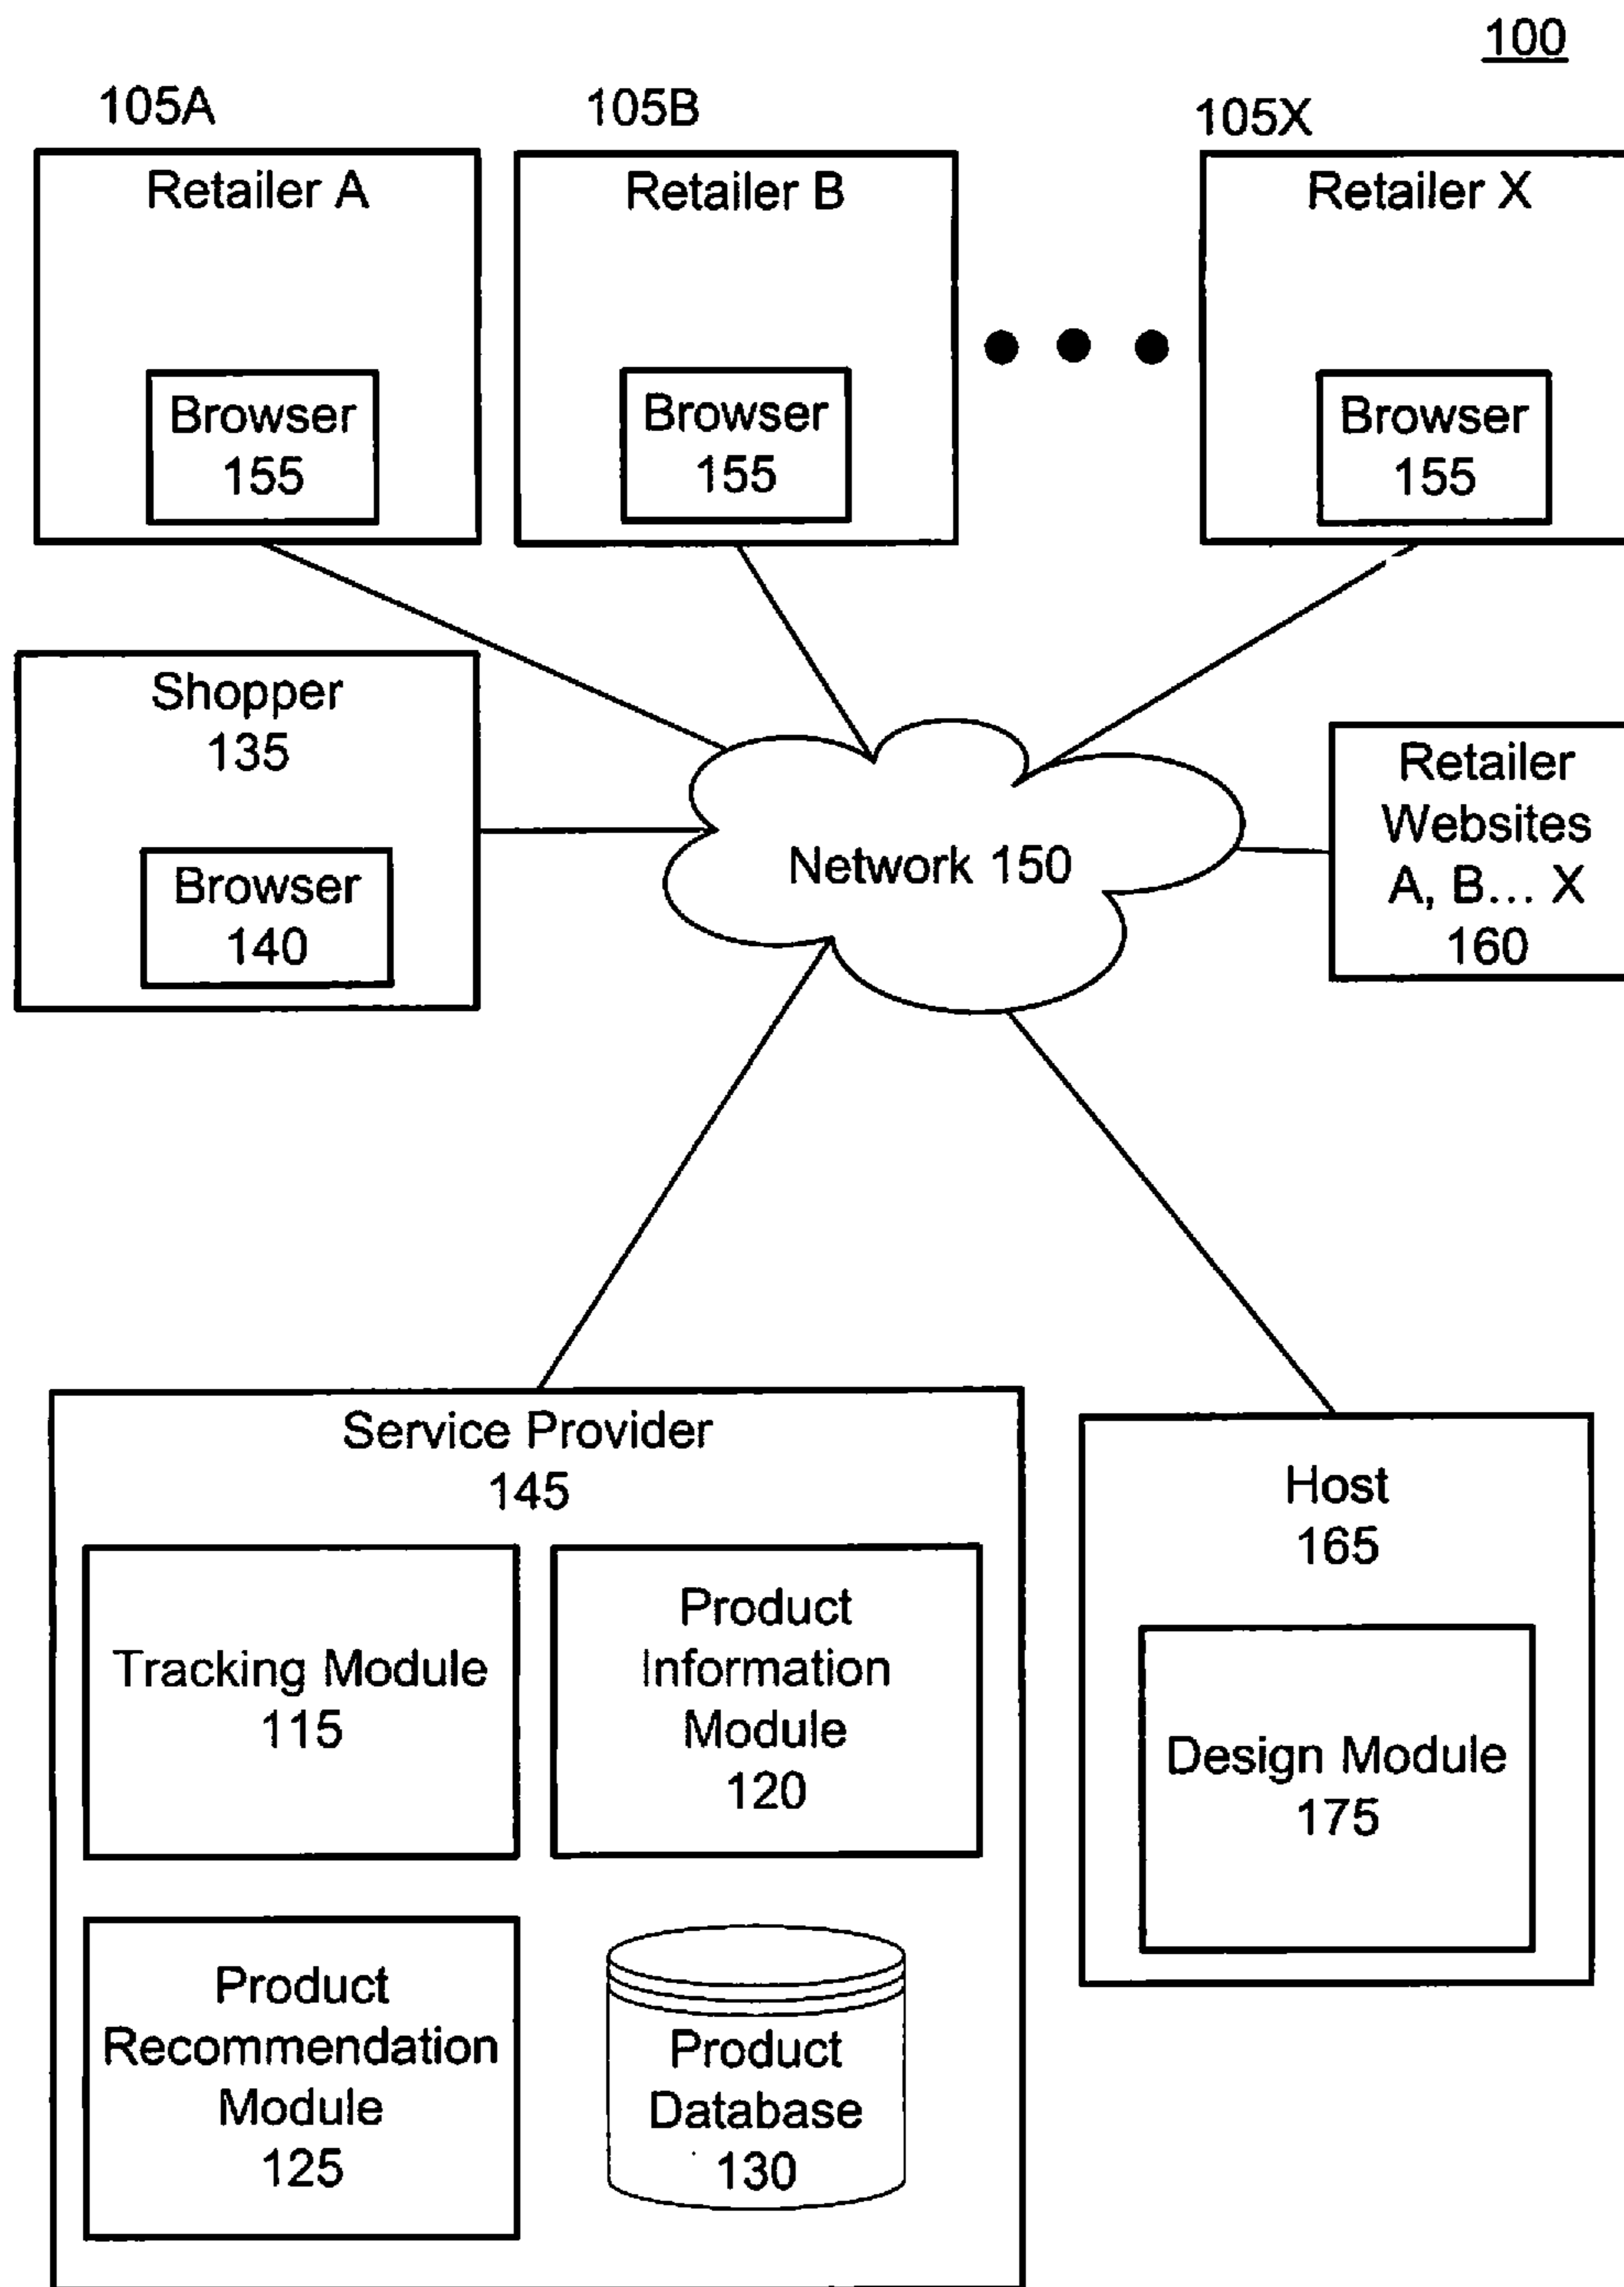 100
105A
105B
105X
Retailer A
Retailer B
Retailer X
Browser
155
Browser
155
Browser
155
Shopper
135
Browser
140
Network 150
Retailer
Websites
A, B... X
160
Service Provider
145
Tracking Module
115
Product
Information
Module
120
Product
Recommendation
Module
125
Product
Database
130
Host
165
Design Module
175